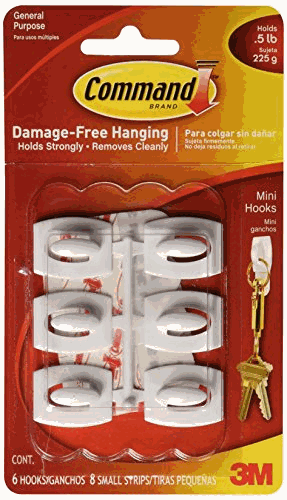 General
Purpose
Para usos múltiples
Holds
.5 lb
Sujeta
225 g
Command
BRAND
Damage-Free Hanging
Holds Strongly • Removes Cleanly
Para colgar sin dañar
Sujeta firmemente
No deja residuos al retirar
Mini
Hooks
Mini
ganchos
CONT.
6 HOOKS/GANCHOS 8 SMALL STRIPS/TIRAS PEQUEÑAS
3M